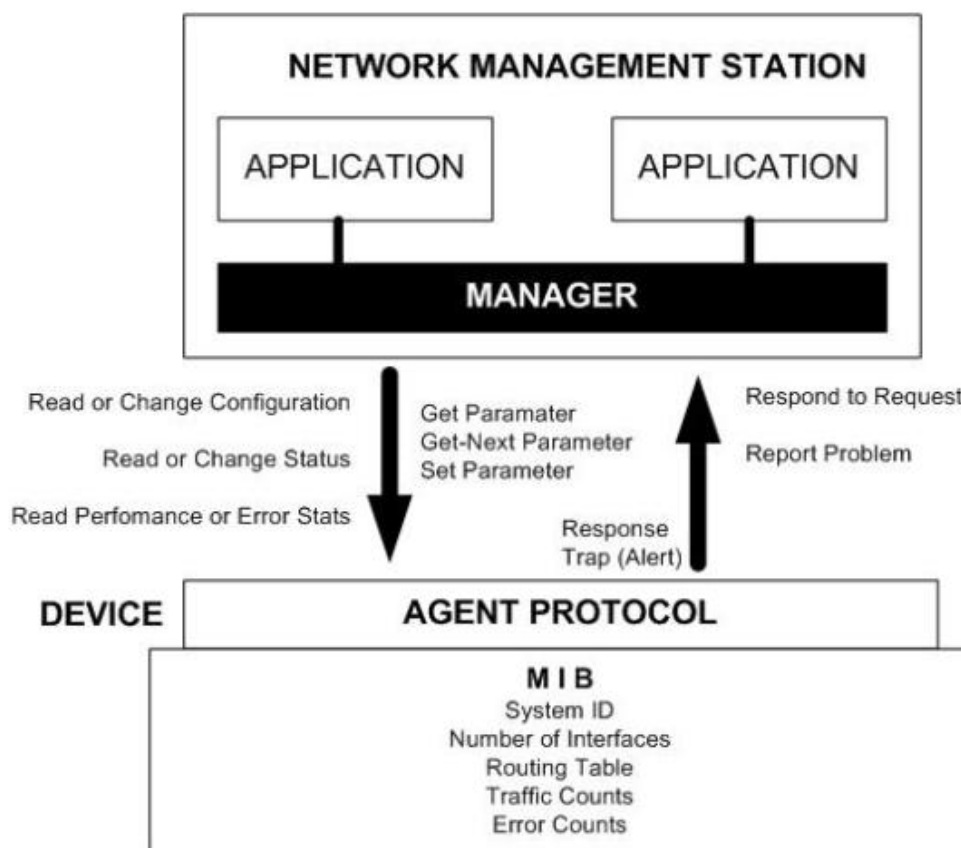 NETWORK MANAGEMENT STATION
APPLICATION
APPLICATION
MANAGER
Read or Change Configuration
Read or Change Status
Read Perfomance or Error Stats
Get Paramater
Get-Next Parameter
Set Parameter
Respond to Request
Report Problem
Response
Trap (Alert)
DEVICE
AGENT PROTOCOL
M I B
System ID
Number of Interfaces
Routing Table
Traffic Counts
Error Counts